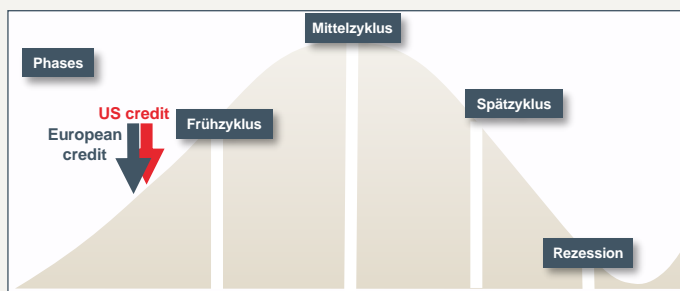 Mittelzyklus
Phases
Spätzyklus
US credit
Frühzyklus
European
credit
Rezession